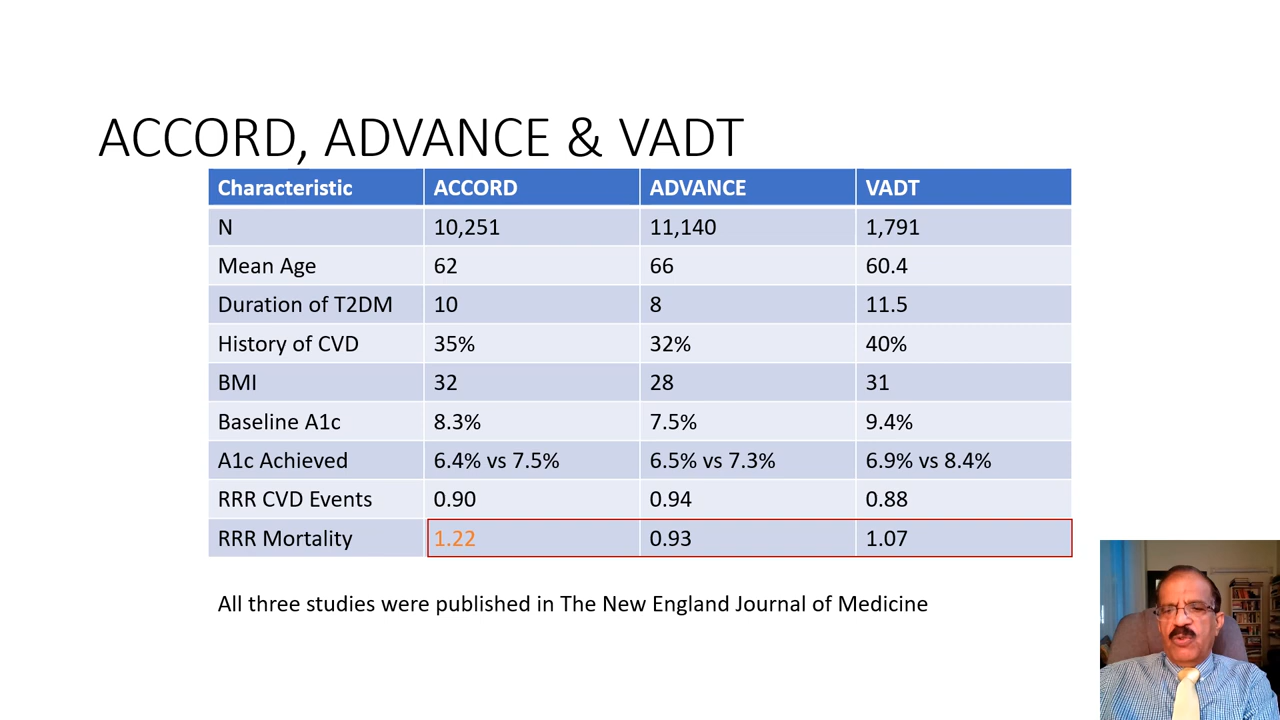 ACCORD, ADVANCE & VADT
Characteristic ACCORD ADVANCE VADT
N 10,251 11,140 1,791
Mean Age 62 66 60.4
Duration of T2DM 10 8 11.5
History of CVD 35% 32% 40%
BMI 32 28 31
Baseline A1c 8.3% 7.5% 9.4%
A1c Achieved 6.4% vs 7.5% 6.5% vs 7.3% 6.9% vs 8.4%
RRR CVD Events 0.90 0.94 0.88
RRR Mortality 1.22 0.93 1.07
All three studies were published in The New England Journal of Medicine